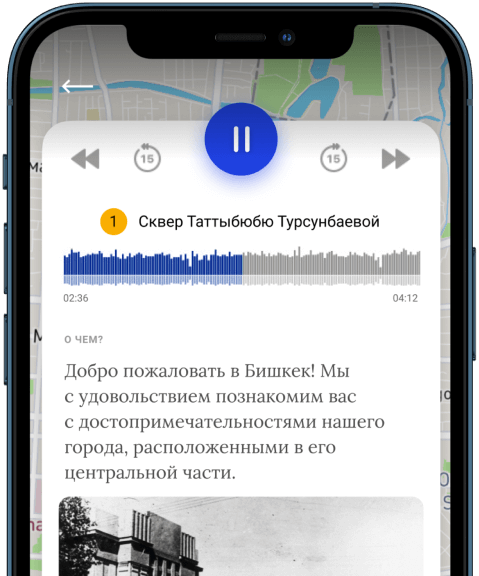 15
15
1 Сквер Таттыбюбю Турсунбаевой
02:36
04:12
О ЧЕМ?
Добро пожаловать в Бишкек! Мы
с удовольствием познакомим вас
с достопримечательностями нашего
города, расположенными в его
центральной части.